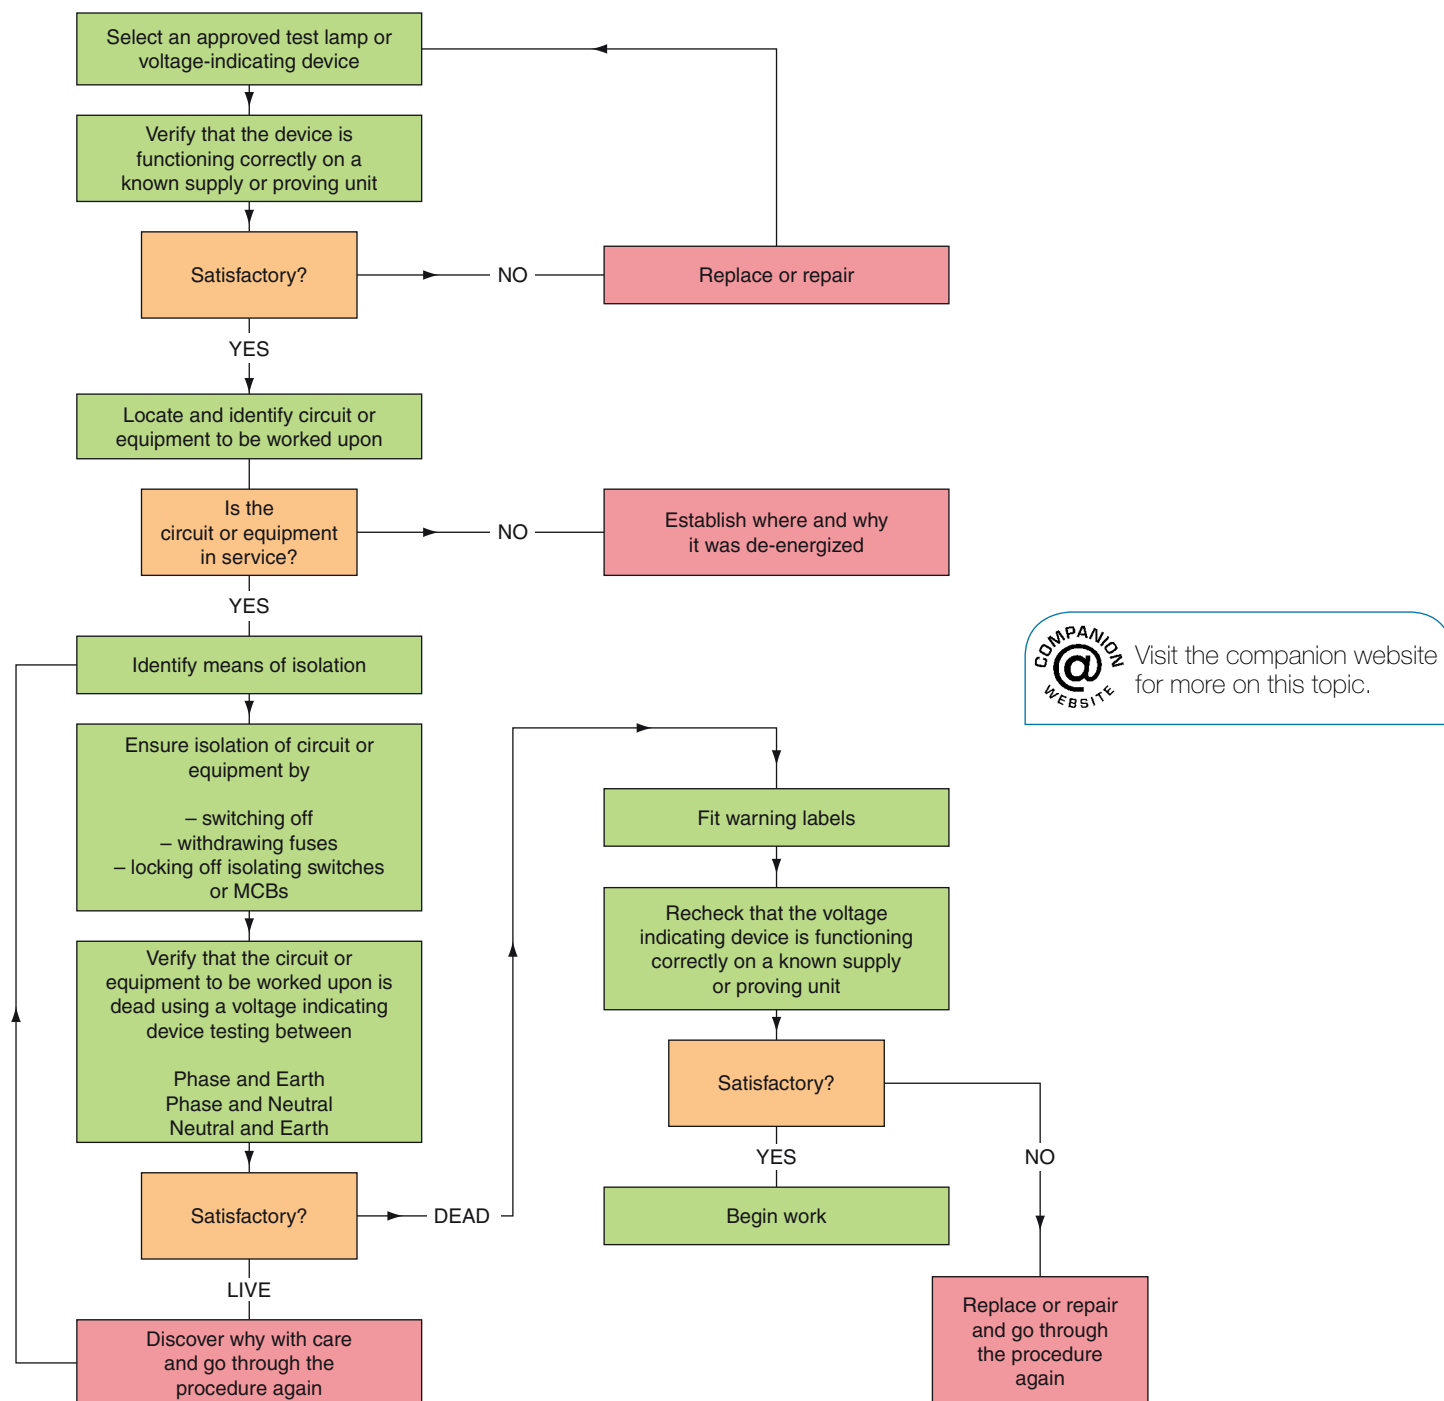 Select an approved test lamp or
voltage-indicating device
Verify that the device is
functioning correctly on a
known supply or proving unit
Satisfactory?
NO
Replace or repair
YES
Locate and identify circuit or
equipment to be worked upon
Is the
circuit or equipment
in service?
NO
Establish where and why
it was de-energized
YES
Identify means of isolation
Ensure isolation of circuit or
equipment by
– switching off
– withdrawing fuses
– locking off isolating switches
or MCBs
Verify that the circuit or
equipment to be worked upon is
dead using a voltage indicating
device testing between
Phase and Earth
Phase and Neutral
Neutral and Earth
Satisfactory?
DEAD
LIVE
Discover why with care
and go through the
procedure again
Fit warning labels
Recheck that the voltage
indicating device is functioning
correctly on a known supply
or proving unit
Satisfactory?
YES
NO
Begin work
Replace or repair
and go through
the procedure
again
COMPANION
@
WEBSITE
Visit the companion website
for more on this topic.